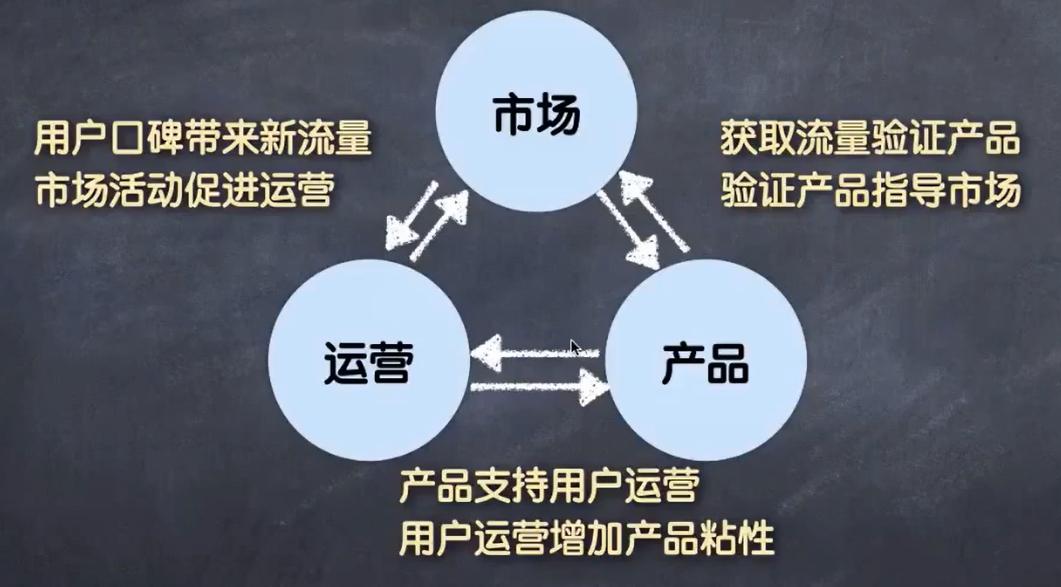 市场
用户口碑带来新流量
市场活动促进运营
获取流量验证产品
验证产品指导市场
运营
产品
产品支持用户运营
用户运营增加产品粘性